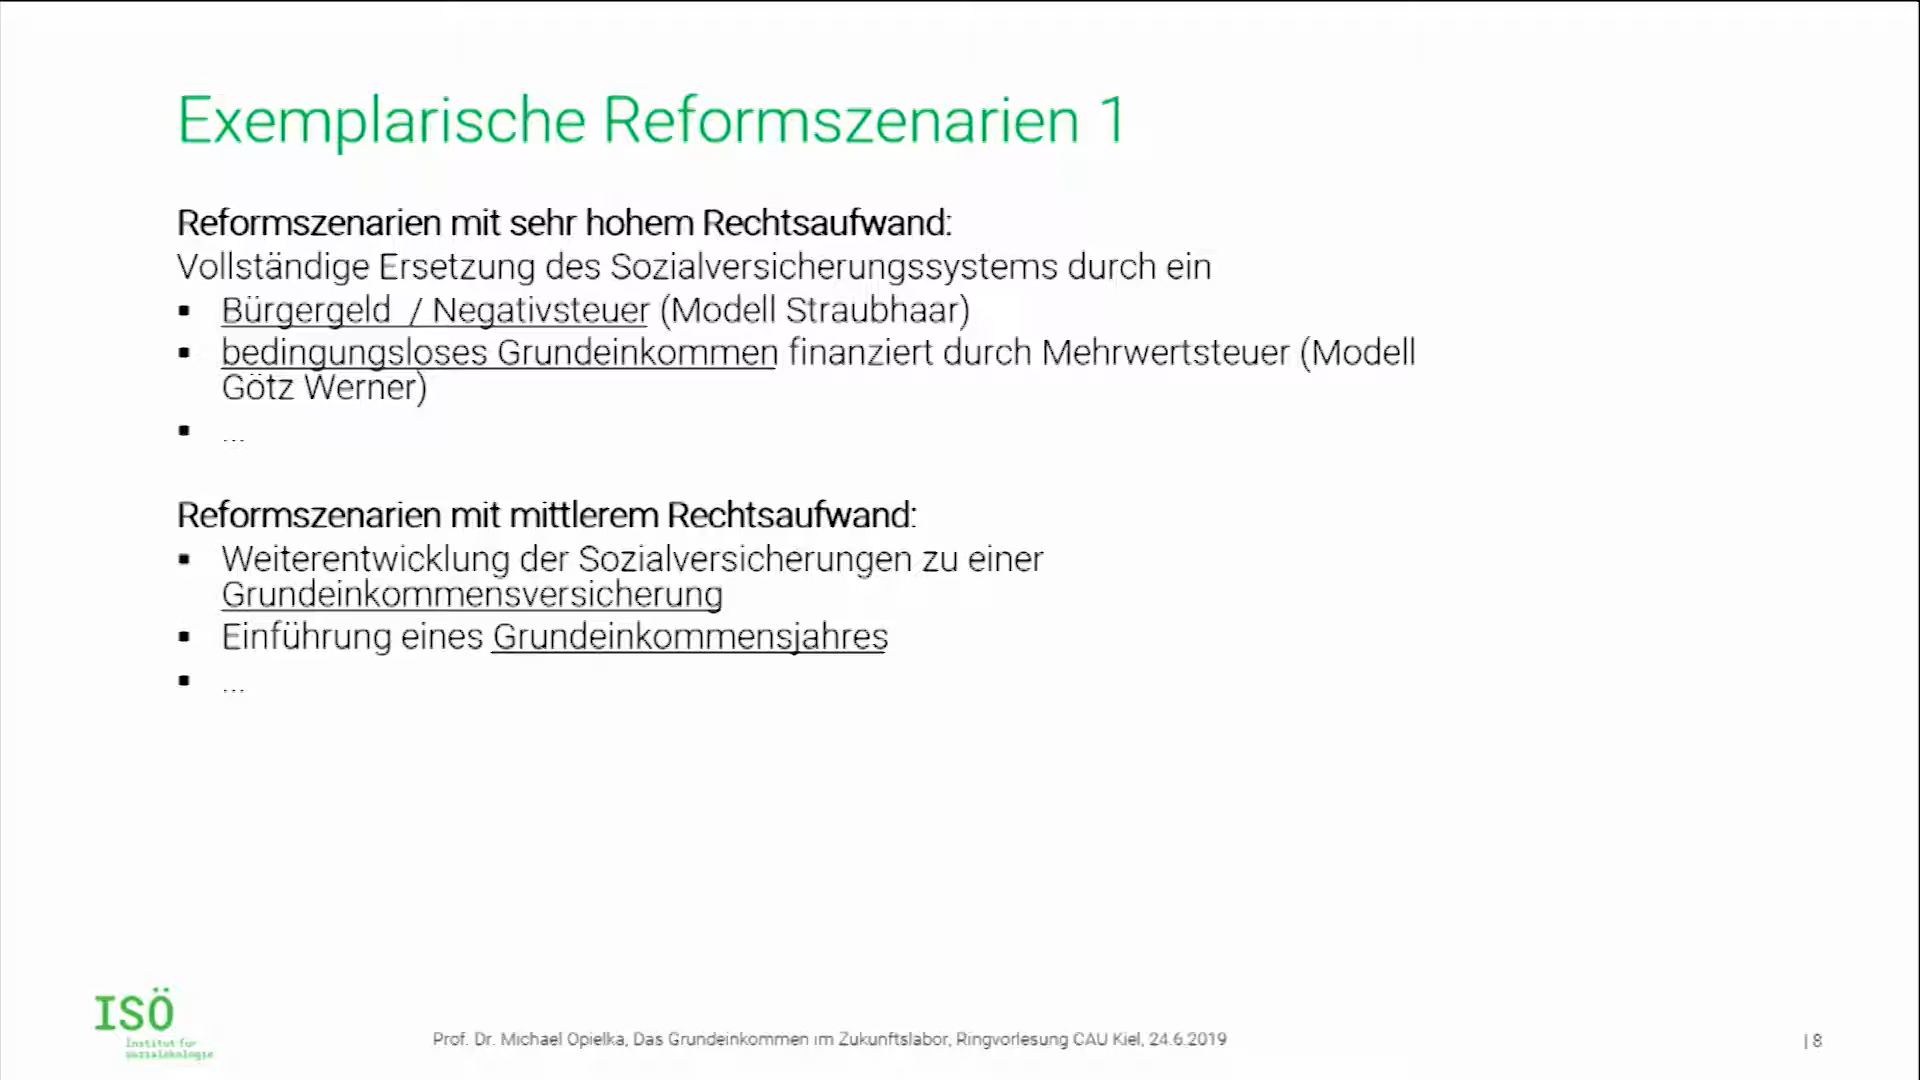 Exemplarische Reformszenarien 1
Reformszenarien mit sehr hohem Rechtsaufwand:
Vollständige Ersetzung des Sozialversicherungssystems durch ein
▪ Bürgergeld / Negativsteuer (Modell Straubhaar)
▪ bedingungsloses Grundeinkommen finanziert durch Mehrwertsteuer (Modell
Götz Werner)
▪ ...
Reformszenarien mit mittlerem Rechtsaufwand:
▪ Weiterentwicklung der Sozialversicherungen zu einer
Grundeinkommensversicherung
▪ Einführung eines Grundeinkommensjahres
▪ ...
ISÖ
Institut für
Sozialökologie
Prof. Dr. Michael Opielka, Das Grundeinkommen im Zukunftslabor, Ringvorlesung CAU Kiel, 24.6.2019
| 8